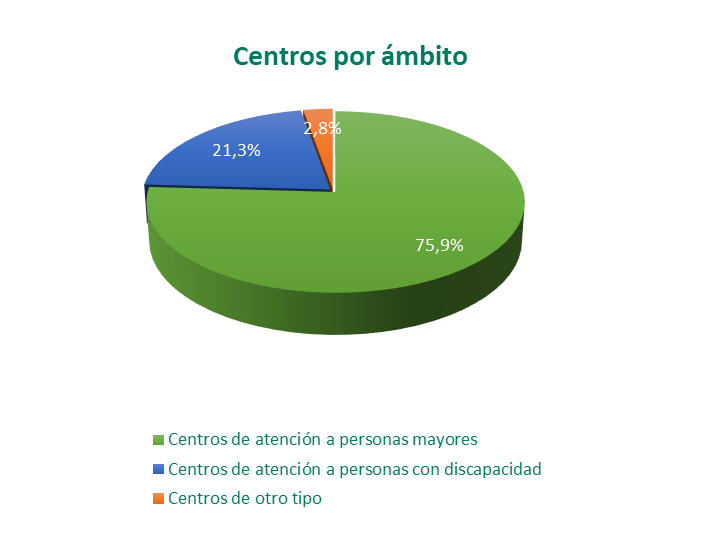 Centros por ámbito
2,8%
21,3%
75,9%
Centros de atención a personas mayores
Centros de atención a personas con discapacidad
Centros de otro tipo